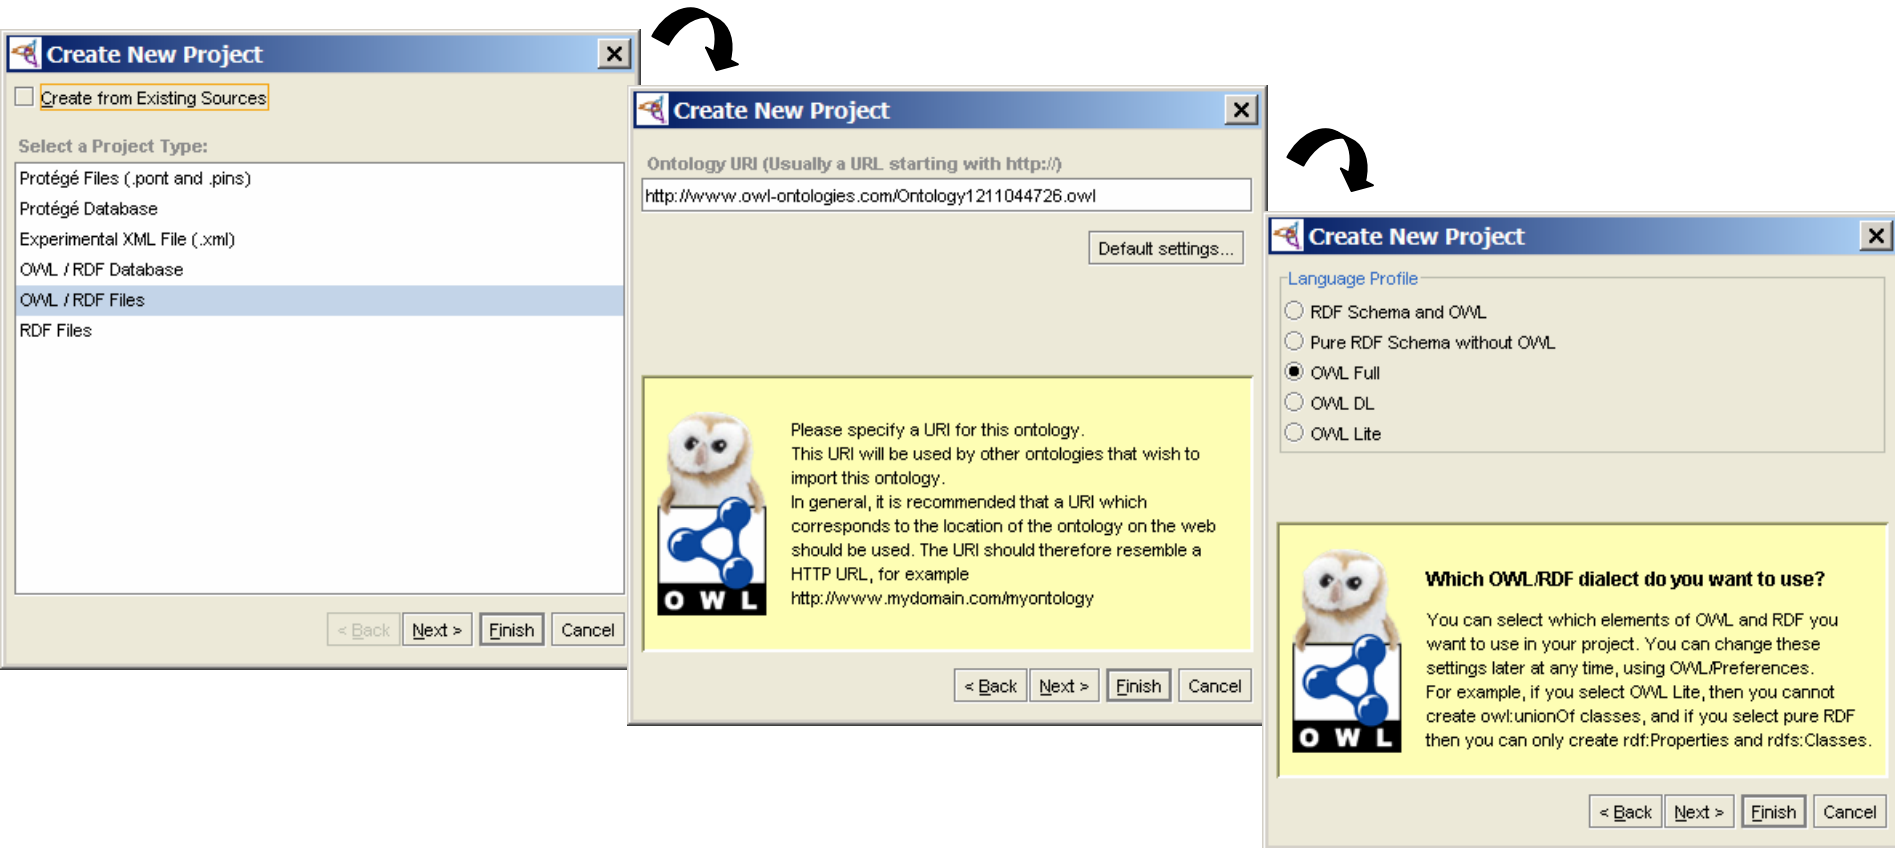 Create New Project
Create from Existing Sources
Select a Project Type:
Protégé Files (.pont and .pins)
Protégé Database
Experimental XML File (.xml)
OWL / RDF Database
OWL / RDF Files
RDF Files
< Back
Next >
Finish
Cancel
Create New Project
Ontology URI (Usually a URL starting with http://)
http://www.owl-ontologies.com/Ontology1211044726.owl
Default settings...
Please specify a URI for this ontology.
This URI will be used by other ontologies that wish to
import this ontology.
In general, it is recommended that a URI which
corresponds to the location of the ontology on the web
should be used. The URI should therefore resemble a
HTTP URL, for example
http://www.mydomain.com/myontology
OWL
< Back
Next >
Finish
Cancel
Create New Project
Language Profile
RDF Schema and OWL
Pure RDF Schema without OWL
OWL Full
OWL DL
OWL Lite
Which OWL/RDF dialect do you want to use?
You can select which elements of OWL and RDF you
want to use in your project. You can change these
settings later at any time, using OWL/Preferences.
For example, if you select OWL Lite, then you cannot
create owl:unionOf classes, and if you select pure RDF
then you can only create rdf:Properties and rdfs:Classes.
OWL
< Back
Next >
Finish
Cancel